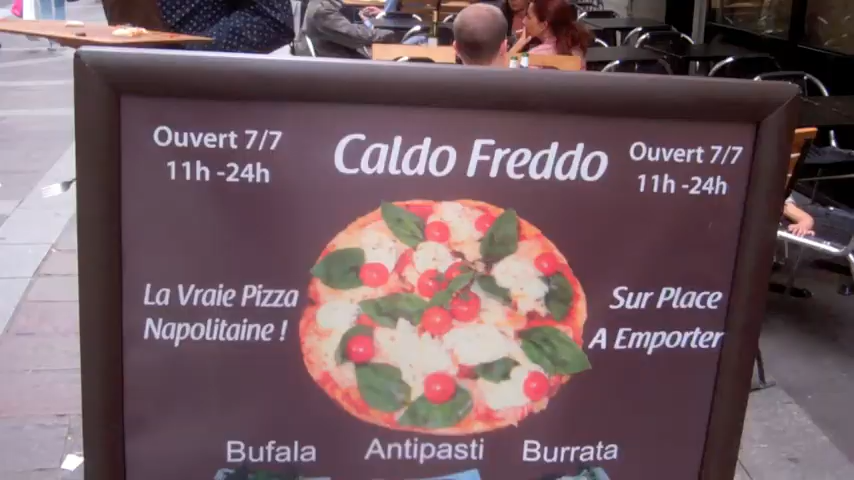 Ouvert 7/7
11h -24h
Caldo Freddo
Ouvert 7/7
11h -24h
La Vraie Pizza
Napolitaine !
Sur Place
A Emporter
Bufala
Antipasti
Burrata